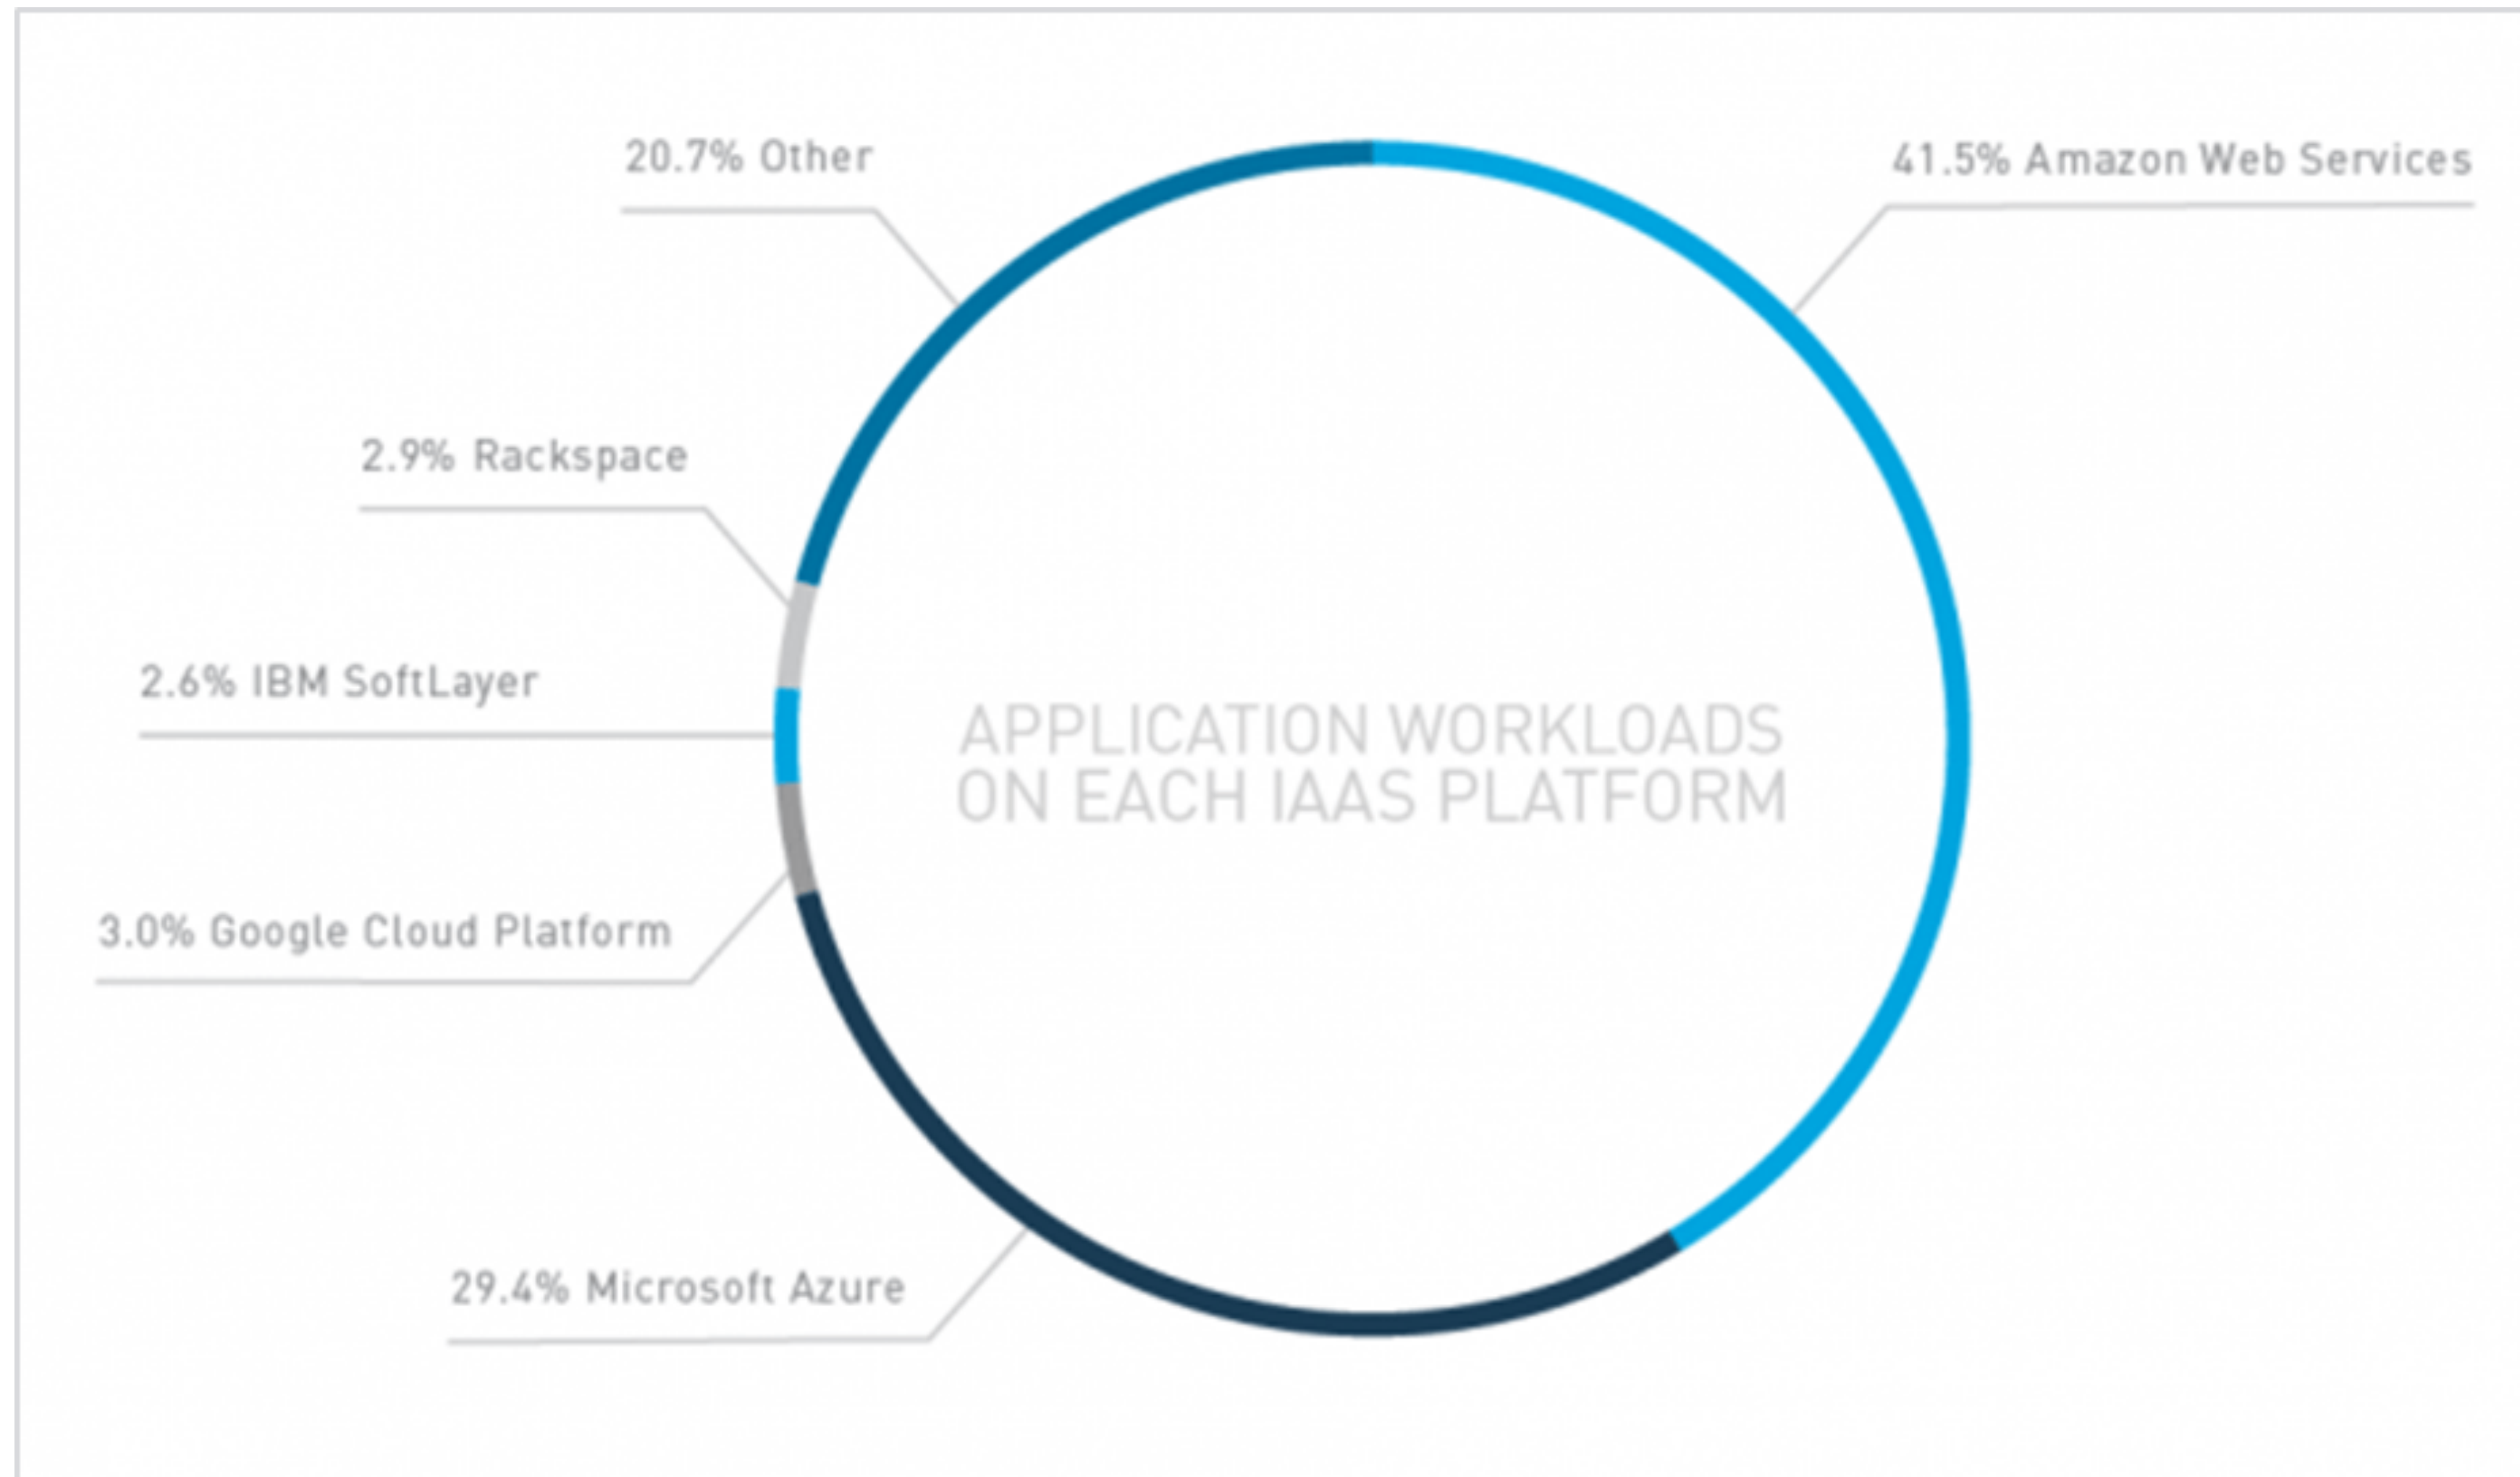 20.7% Other
41.5% Amazon Web Services
2.9% Rackspace
2.6% IBM SoftLayer
APPLICATION WORKLOADS
ON EACH IAAS PLATFORM
3.0% Google Cloud Platform
29.4% Microsoft Azure